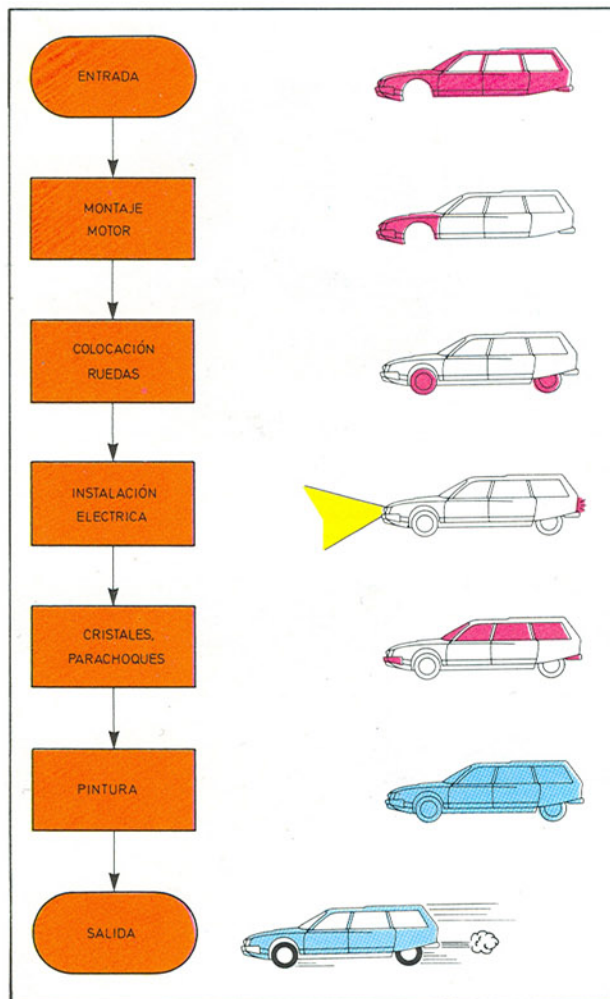 ENTRADA
MONTAJE
MOTOR
COLOCACIÓN
RUEDAS
INSTALACIÓN
ELECTRICA
CRISTALES,
PARACHOQUES
PINTURA
SALIDA